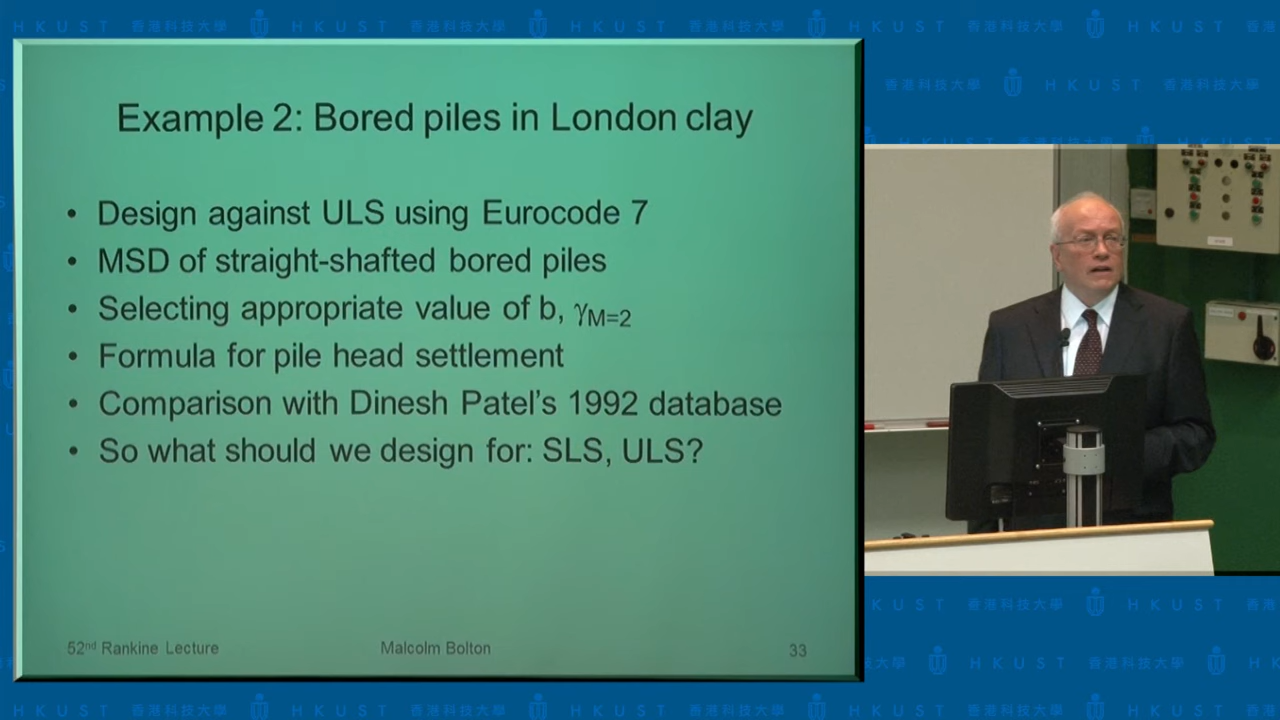 Example 2: Bored piles in London clay
• Design against ULS using Eurocode 7
• MSD of straight-shafted bored piles
• Selecting appropriate value of b, γM=2
• Formula for pile head settlement
• Comparison with Dinesh Patel's 1992 database
• So what should we design for: SLS, ULS?
52nd Rankine Lecture
Malcolm Bolton
33
HKUST 香港科技大學